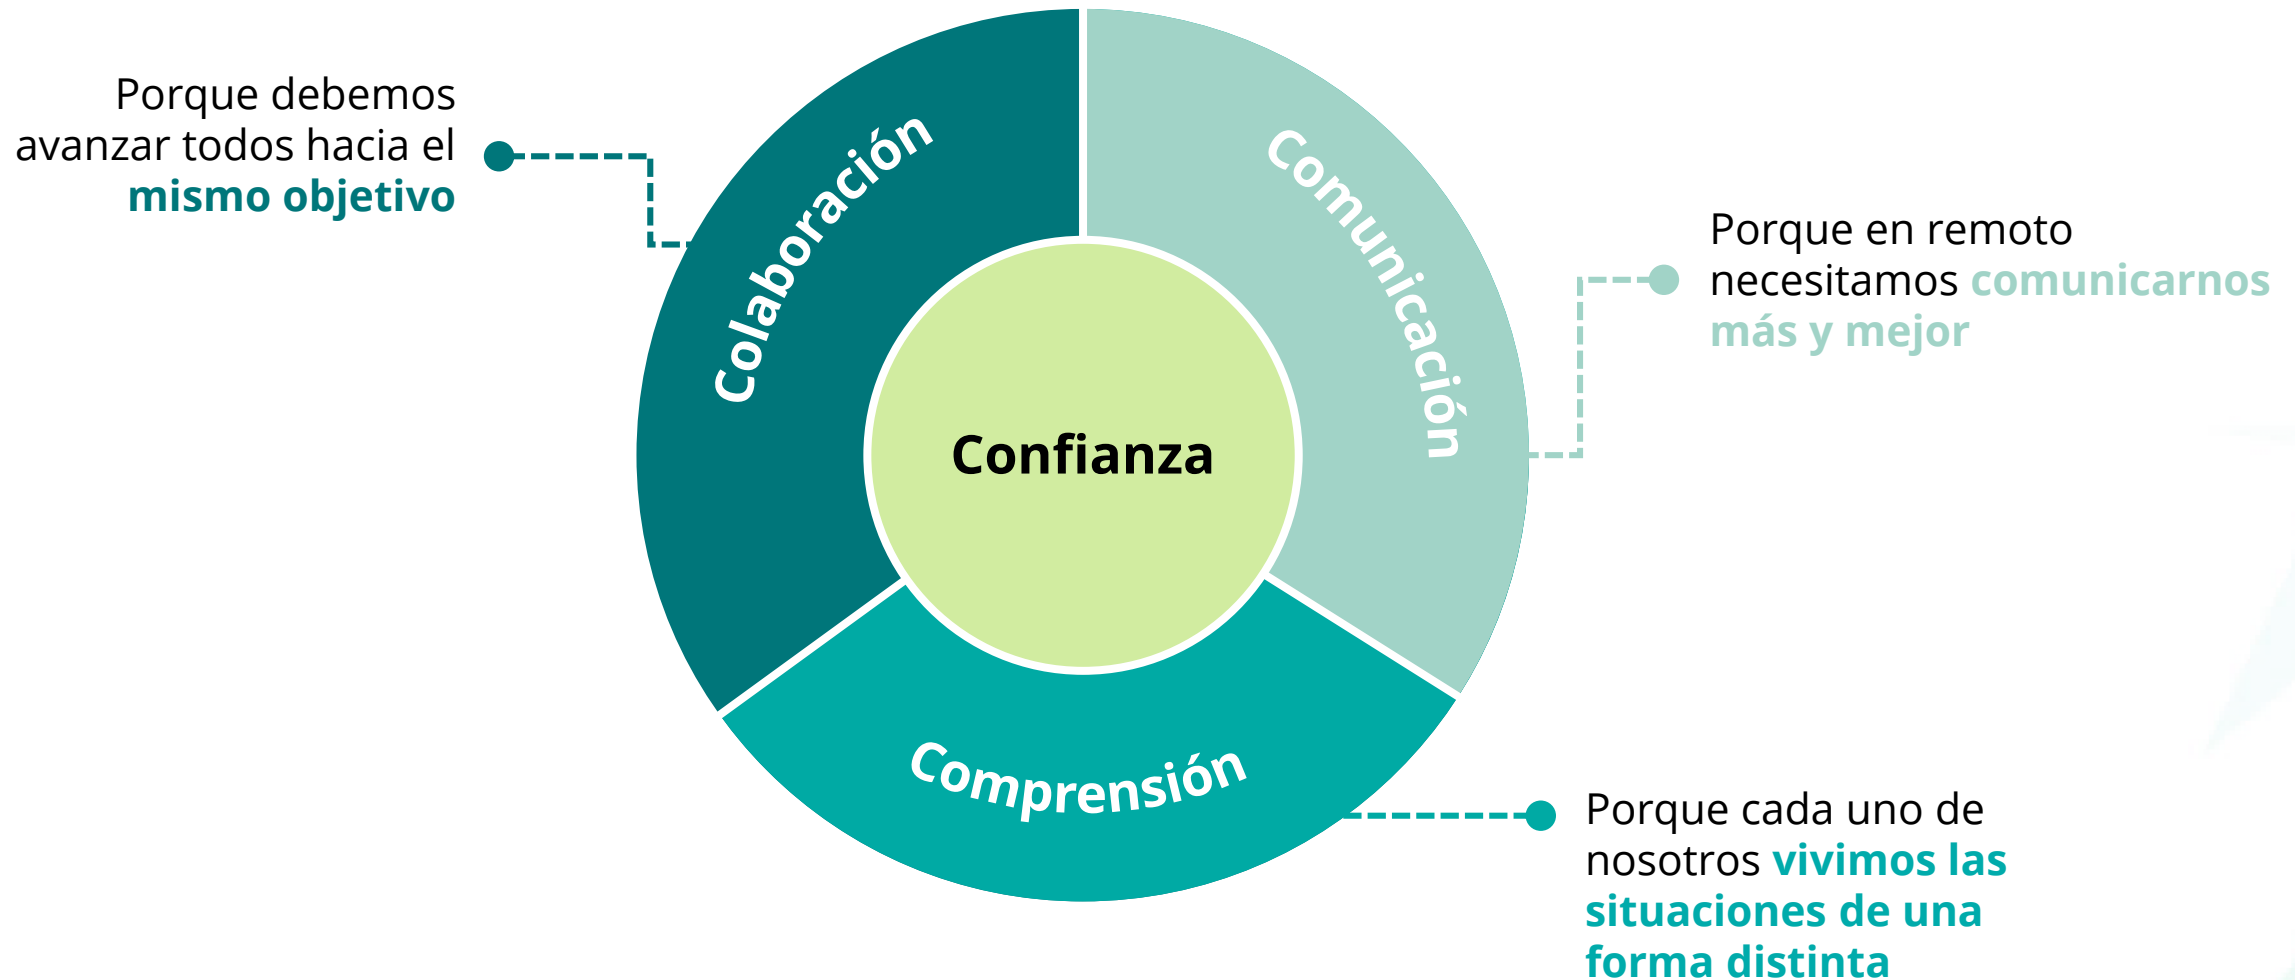 Porque debemos
avanzar todos hacia el
mismo objetivo
Colaboración
Comunicación
Porque en remoto
necesitamos comunicarnos
más y mejor
Confianza
Comprensión
Porque cada uno de
nosotros vivimos las
situaciones de una
forma distinta